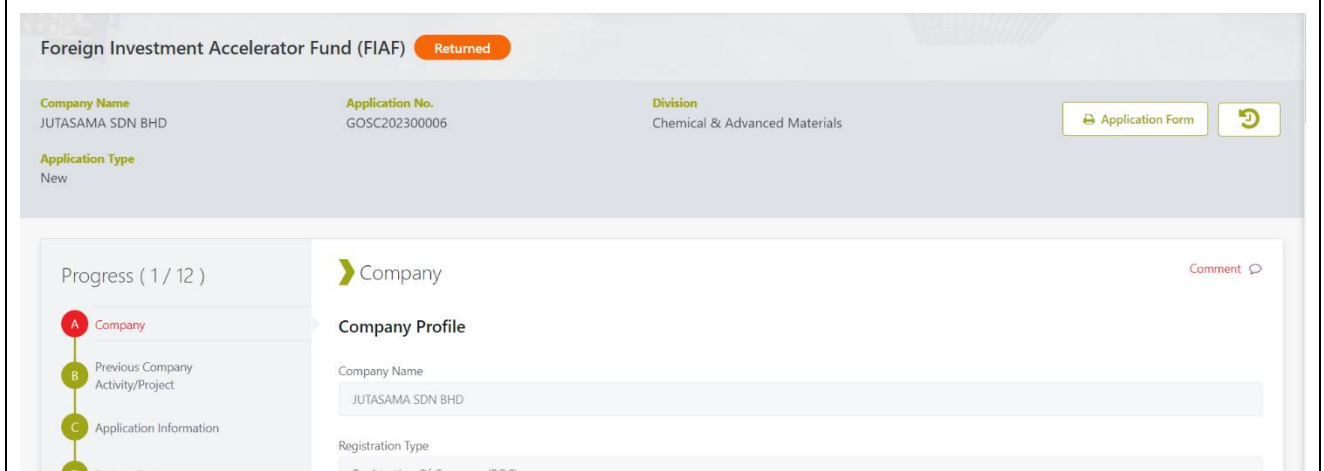 Foreign Investment Accelerator Fund (FIAF) Returned
Company Name
JUTASAMA SDN BHD
Application No.
GOSC202300006
Division
Chemical & Advanced Materials
Application Form
Application Type
New
Progress ( 1 / 12 )
A Company
B Previous Company
Activity/Project
C Application Information
Company
Comment
Company Profile
Company Name
JUTASAMA SDN BHD
Registration Type